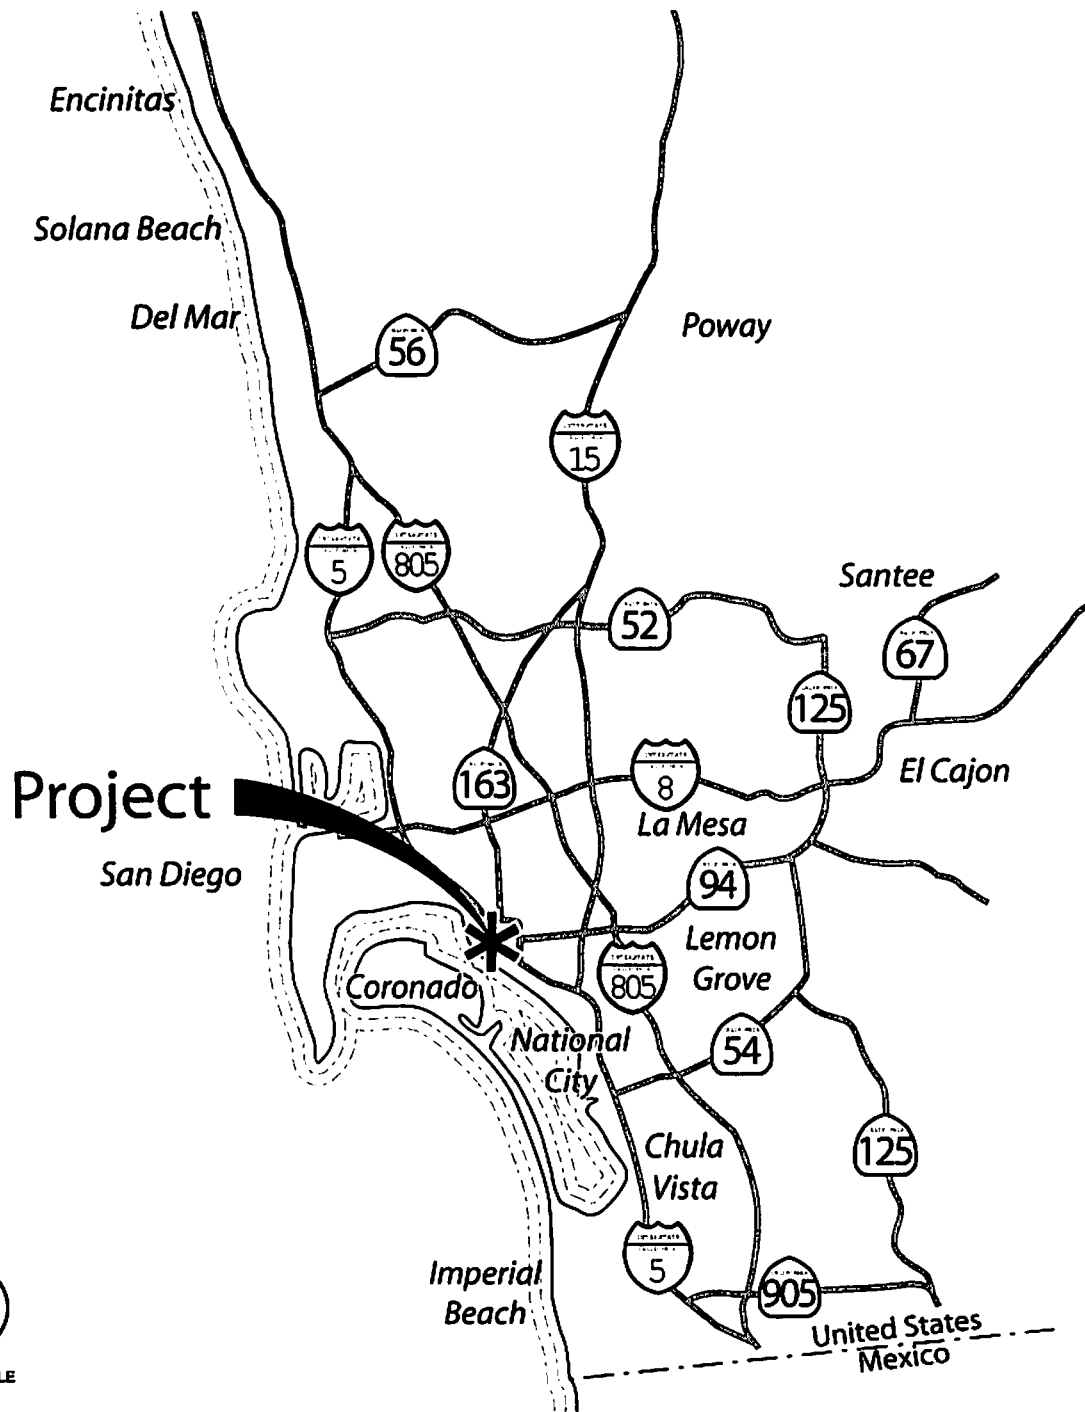 Encinitas
Solana Beach
Del Mar
56
Poway
15
5
805
Santee
52
67
125
Project
163
8
El Cajon
La Mesa
San Diego
94
Lemon
Grove
805
Coronado
National
City
54
Chula
Vista
125
5
Imperial
Beach
905
United States
Mexico
LE